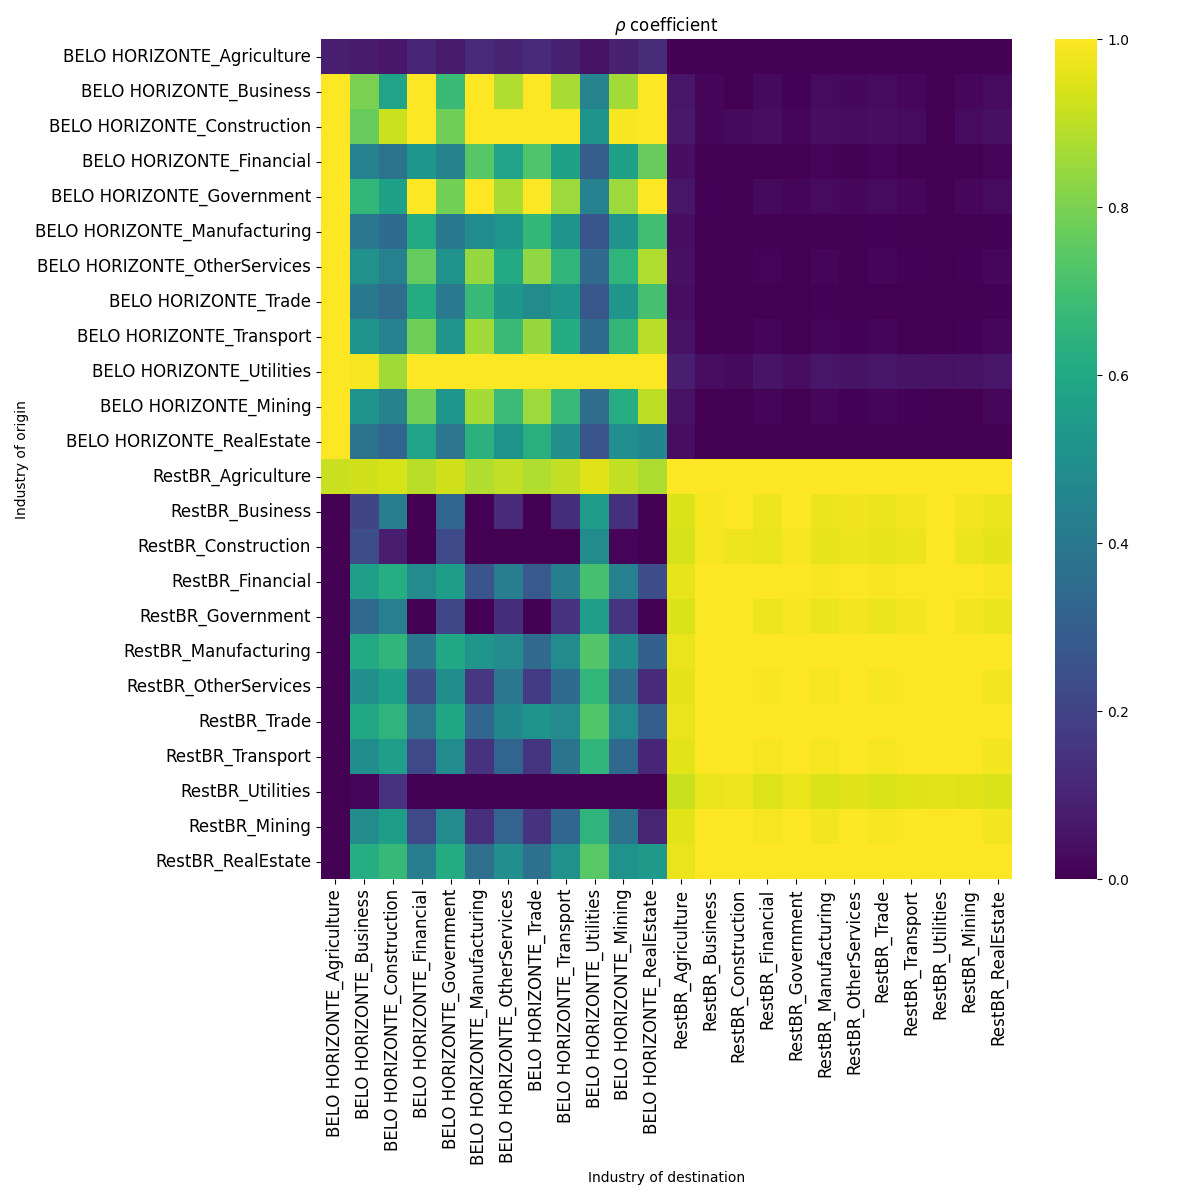 ρ coefficient
BELO HORIZONTE_Agriculture
BELO HORIZONTE_Business
BELO HORIZONTE_Construction
BELO HORIZONTE_Financial
BELO HORIZONTE_Government
BELO HORIZONTE_Manufacturing
BELO HORIZONTE_OtherServices
BELO HORIZONTE_Trade
BELO HORIZONTE_Transport
BELO HORIZONTE_Utilities
BELO HORIZONTE_Mining
BELO HORIZONTE_RealEstate
RestBR_Agriculture
RestBR_Business
RestBR_Construction
RestBR_Financial
RestBR_Government
RestBR_Manufacturing
RestBR_OtherServices
RestBR_Trade
RestBR_Transport
RestBR_Utilities
RestBR_Mining
RestBR_RealEstate
Industry of origin
BELO HORIZONTE_Agriculture
BELO HORIZONTE_Business
BELO HORIZONTE_Construction
BELO HORIZONTE_Financial
BELO HORIZONTE_Government
BELO HORIZONTE_Manufacturing
BELO HORIZONTE_OtherServices
BELO HORIZONTE_Trade
BELO HORIZONTE_Transport
BELO HORIZONTE_Utilities
BELO HORIZONTE_Mining
BELO HORIZONTE_RealEstate
RestBR_Agriculture
RestBR_Business
RestBR_Construction
RestBR_Financial
RestBR_Government
RestBR_Manufacturing
RestBR_OtherServices
RestBR_Trade
RestBR_Transport
RestBR_Utilities
RestBR_Mining
RestBR_RealEstate
Industry of destination
1.0
0.8
0.6
0.4
0.2
0.0